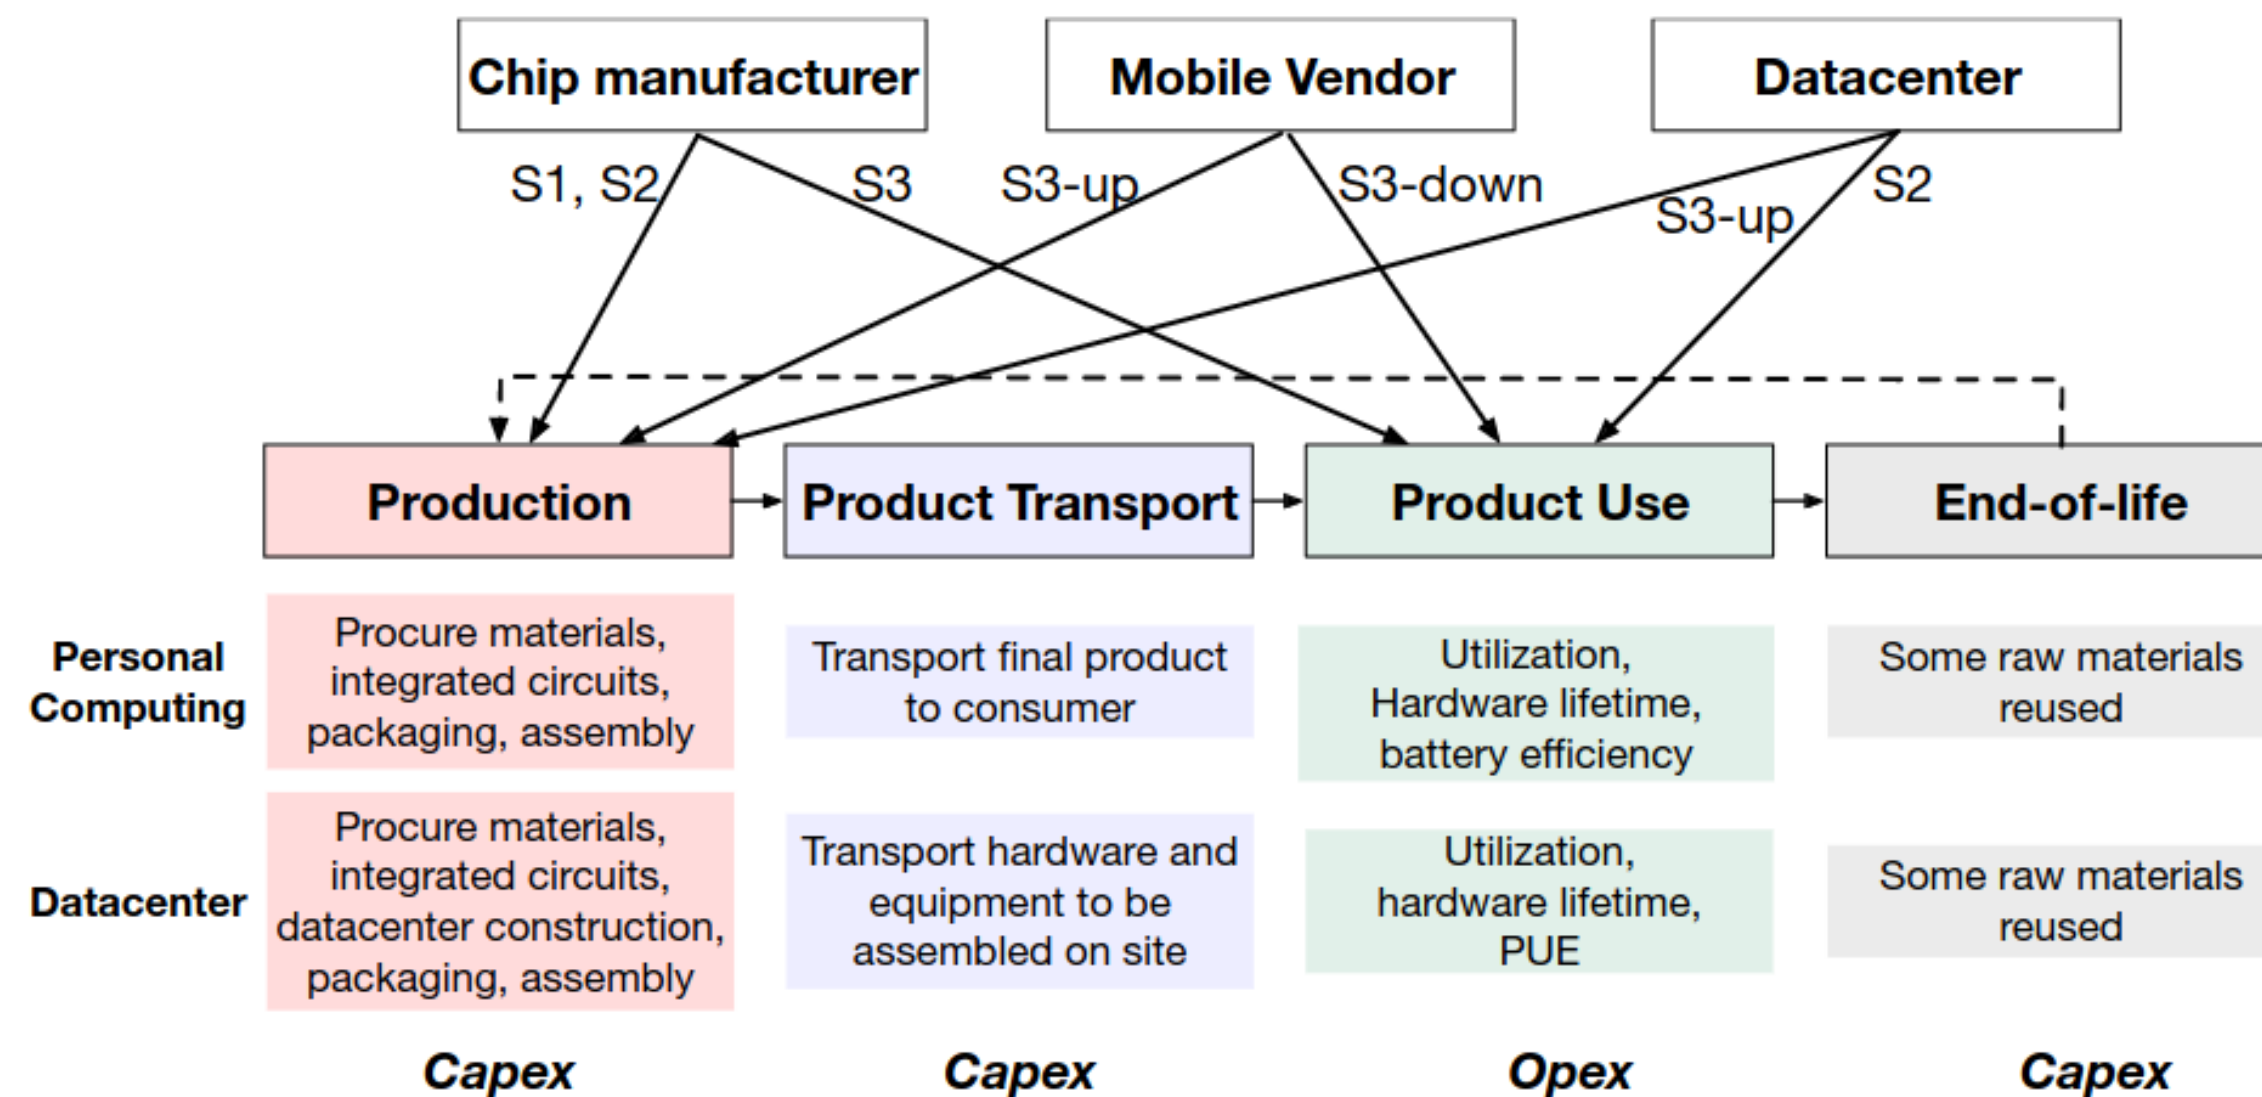 Chip manufacturer
Mobile Vendor
Datacenter
S1, S2
S3
S3-up
S3-down
S3-up
S2
Production
Product Transport
Product Use
End-of-life
Personal
Computing
Procure materials,
integrated circuits,
packaging, assembly
Transport final product
to consumer
Utilization,
Hardware lifetime,
battery efficiency
Some raw materials
reused
Datacenter
Procure materials,
integrated circuits,
datacenter construction,
packaging, assembly
Transport hardware and
equipment to be
assembled on site
Utilization,
hardware lifetime,
PUE
Some raw materials
reused
Capex
Capex
Opex
Capex